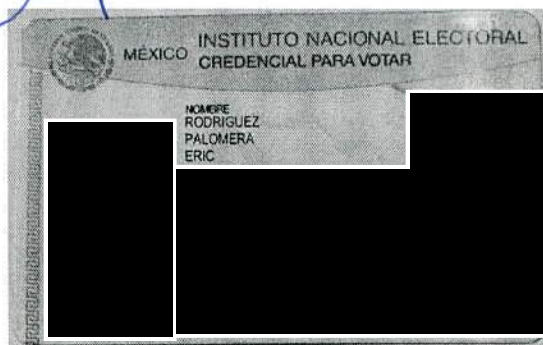 MÉXICO
INSTITUTO NACIONAL ELECTORAL
CREDENCIAL PARA VOTAR
NOMBRE
RODRIGUEZ
PALOMERA
ERIC